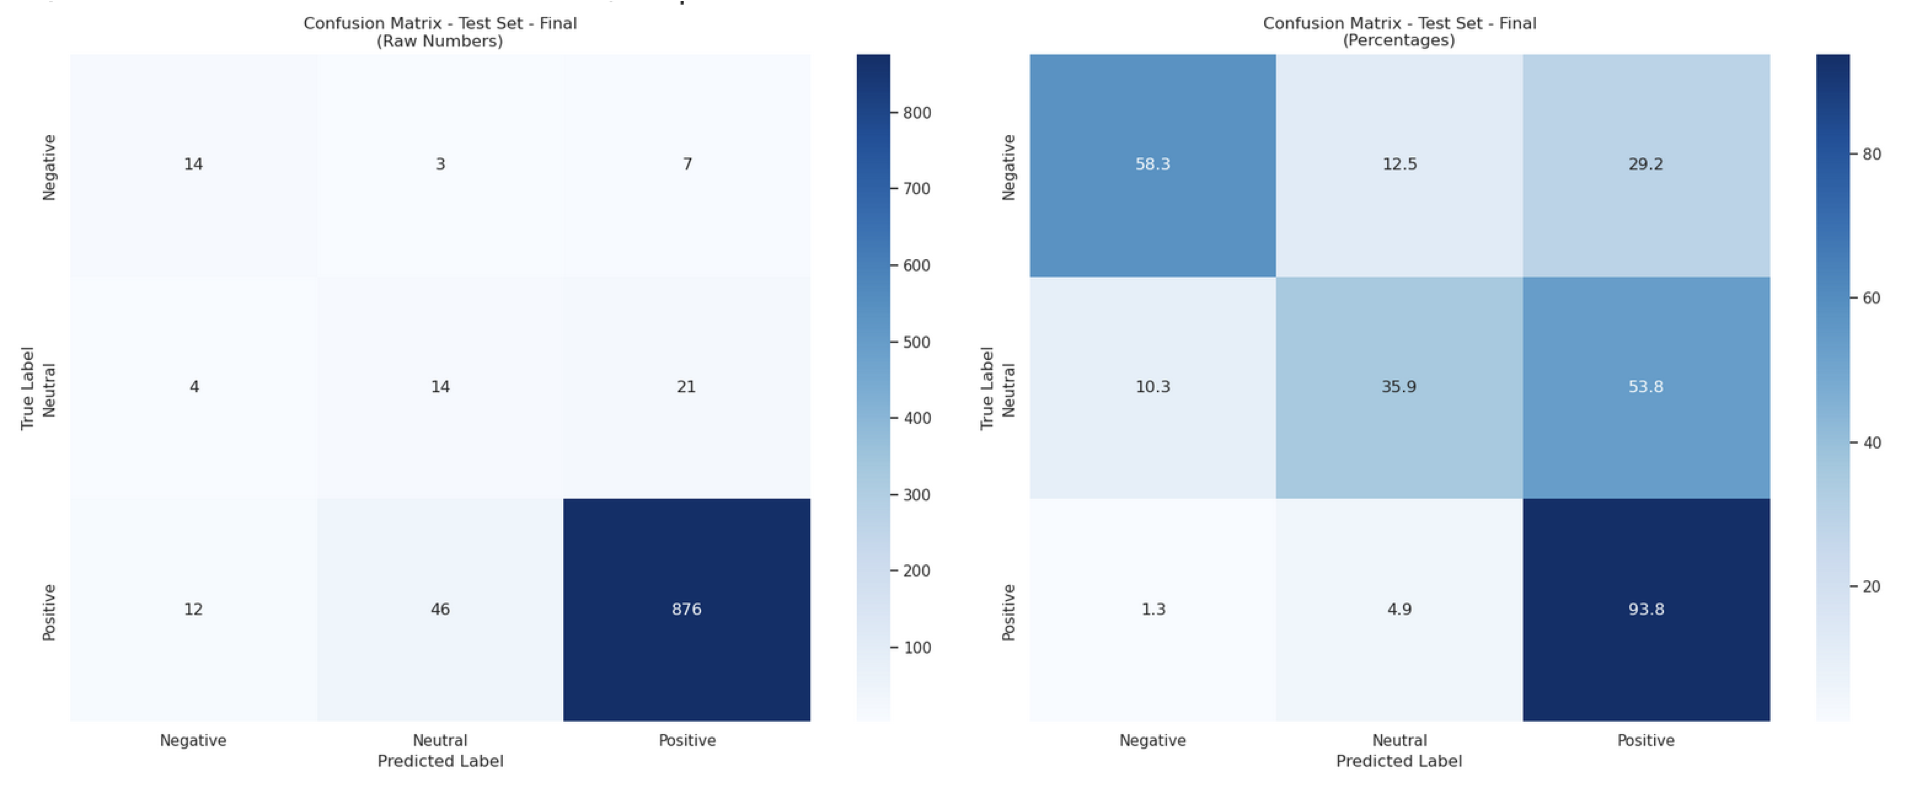 Confusion Matrix - Test Set - Final
(Raw Numbers)
True Label
Negative
Neutral
Positive
14 3 7
4 14 21
12 46 876
Negative Neutral Positive
Predicted Label
800
700
600
500
400
300
200
100
Confusion Matrix - Test Set - Final
(Percentages)
True Label
Negative
Neutral
Positive
58.3 12.5 29.2
10.3 35.9 53.8
1.3 4.9 93.8
Negative Neutral Positive
Predicted Label
80
60
40
20